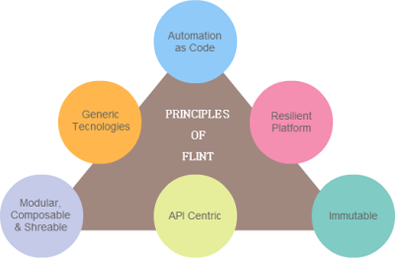 Automation
as Code
Generic
Tecnologies
PRINCIPLES
OF
FLINT
Resilient
Platform
Modular,
Composable
& Shreable
API Centric
Immutable